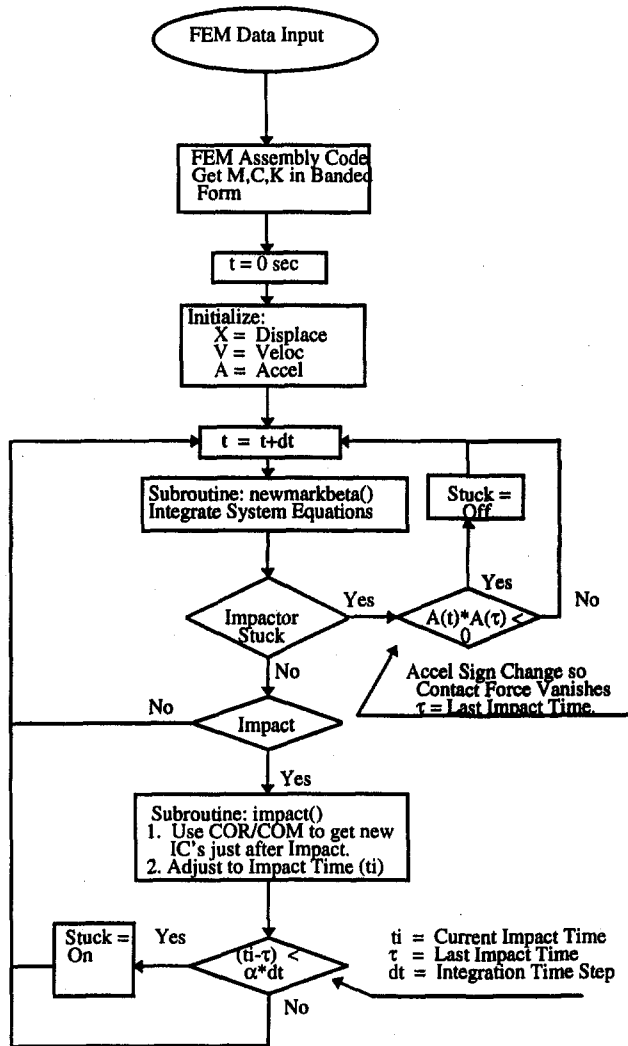 FEM Data Input
FEM Assembly Code
Get M,C,K in Banded
Form
t = 0 sec
Initialize:
X = Displace
V = Veloc
A = Accel
t = t+dt
Subroutine: newmarkbeta()
Integrate System Equations
Stuck =
Off
Yes
Impactor
Stuck
Yes
A(t)*A(τ) <
0
No
No
Accel Sign Change so
Contact Force Vanishes
τ = Last Impact Time.
No
Impact
Yes
Subroutine: impact()
1. Use COR/COM to get new
IC's just after Impact.
2. Adjust to Impact Time (ti)
Stuck =
On
Yes
(ti-τ) <
α*dt
No
ti = Current Impact Time
τ = Last Impact Time
dt = Integration Time Step